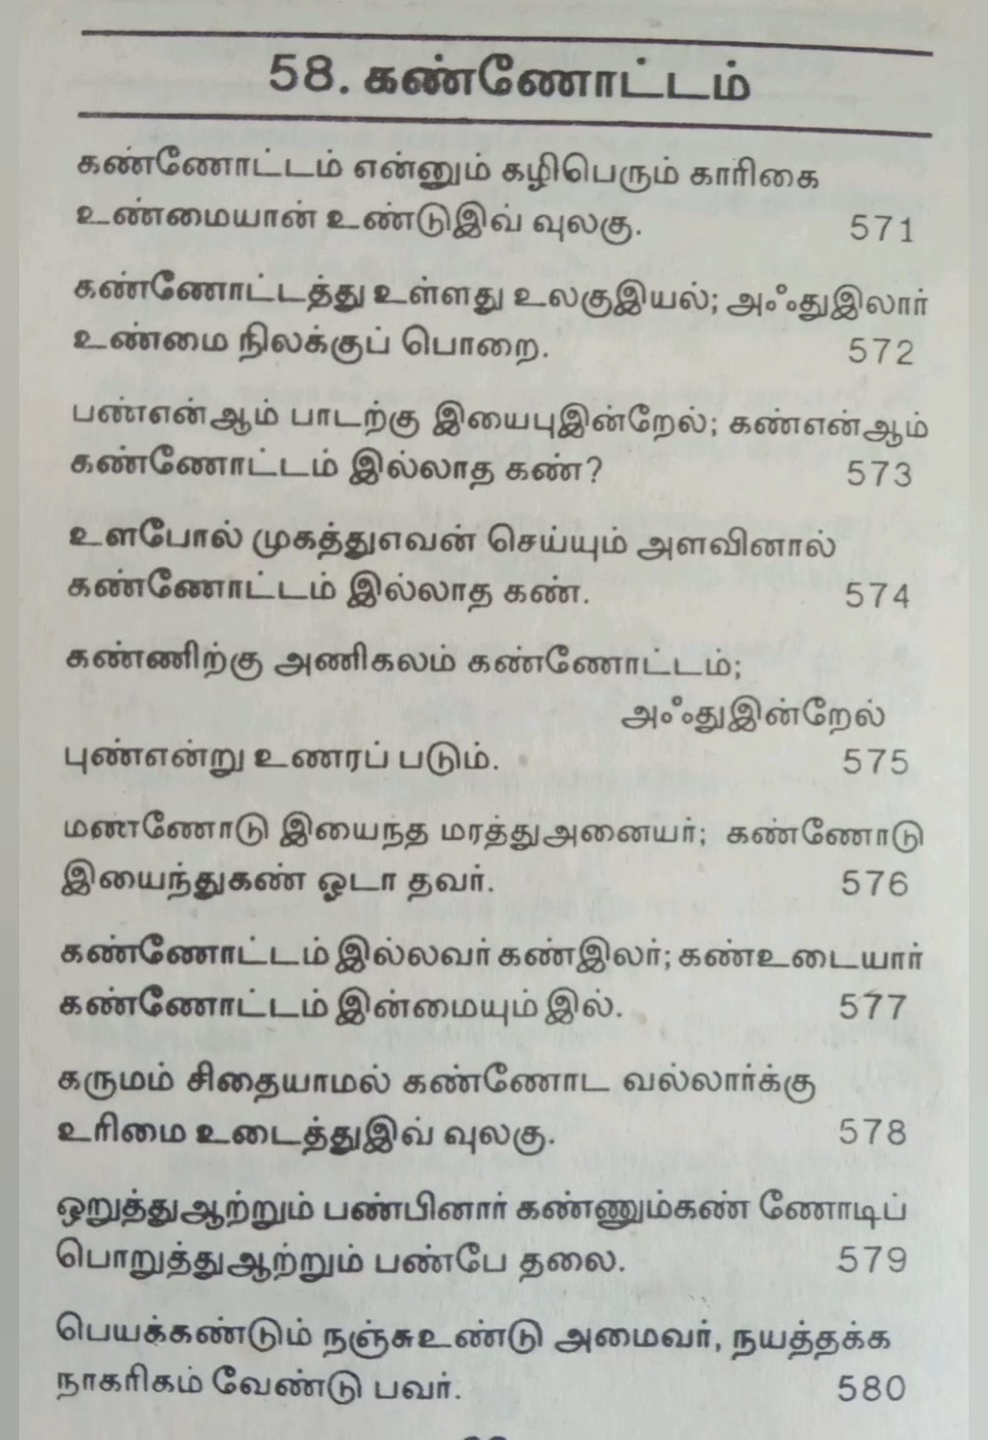 58. கண்ணோட்டம்
கண்ணோட்டம் என்னும் கழிபெரும் காரிகை
உண்மையான் உண்டுஇவ் வுலகு. 571
கண்ணோட்டத்து உள்ளது உலகுஇயல்; அஃதுஇலார்
உண்மை நிலக்குப் பொறை. 572
பண்என்ஆம் பாடற்கு இயைபுஇன்றேல்; கண்என்ஆம்
கண்ணோட்டம் இல்லாத கண்? 573
உளபோல் முகத்துஎவன் செய்யும் அளவினால்
கண்ணோட்டம் இல்லாத கண். 574
கண்ணிற்கு அணிகலம் கண்ணோட்டம்;
அஃதுஇன்றேல்
புண்என்று உணரப் படும். 575
மண்ணோடு இயைந்த மரத்துஅனையர்; கண்ணோடு
இயைந்துகண் ஓடா தவர். 576
கண்ணோட்டம் இல்லவர் கண்இலர்; கண்உடையார்
கண்ணோட்டம் இன்மையும் இல். 577
கருமம் சிதையாமல் கண்ணோட வல்லார்க்கு
உரிமை உடைத்துஇவ் வுலகு. 578
ஒறுத்துஆற்றும் பண்பினார் கண்ணும்கண் ணோடிப்
பொறுத்துஆற்றும் பண்பே தலை. 579
பெயக்கண்டும் நஞ்சுஉண்டு அமைவர், நயத்தக்க
நாகரிகம் வேண்டு பவர். 580